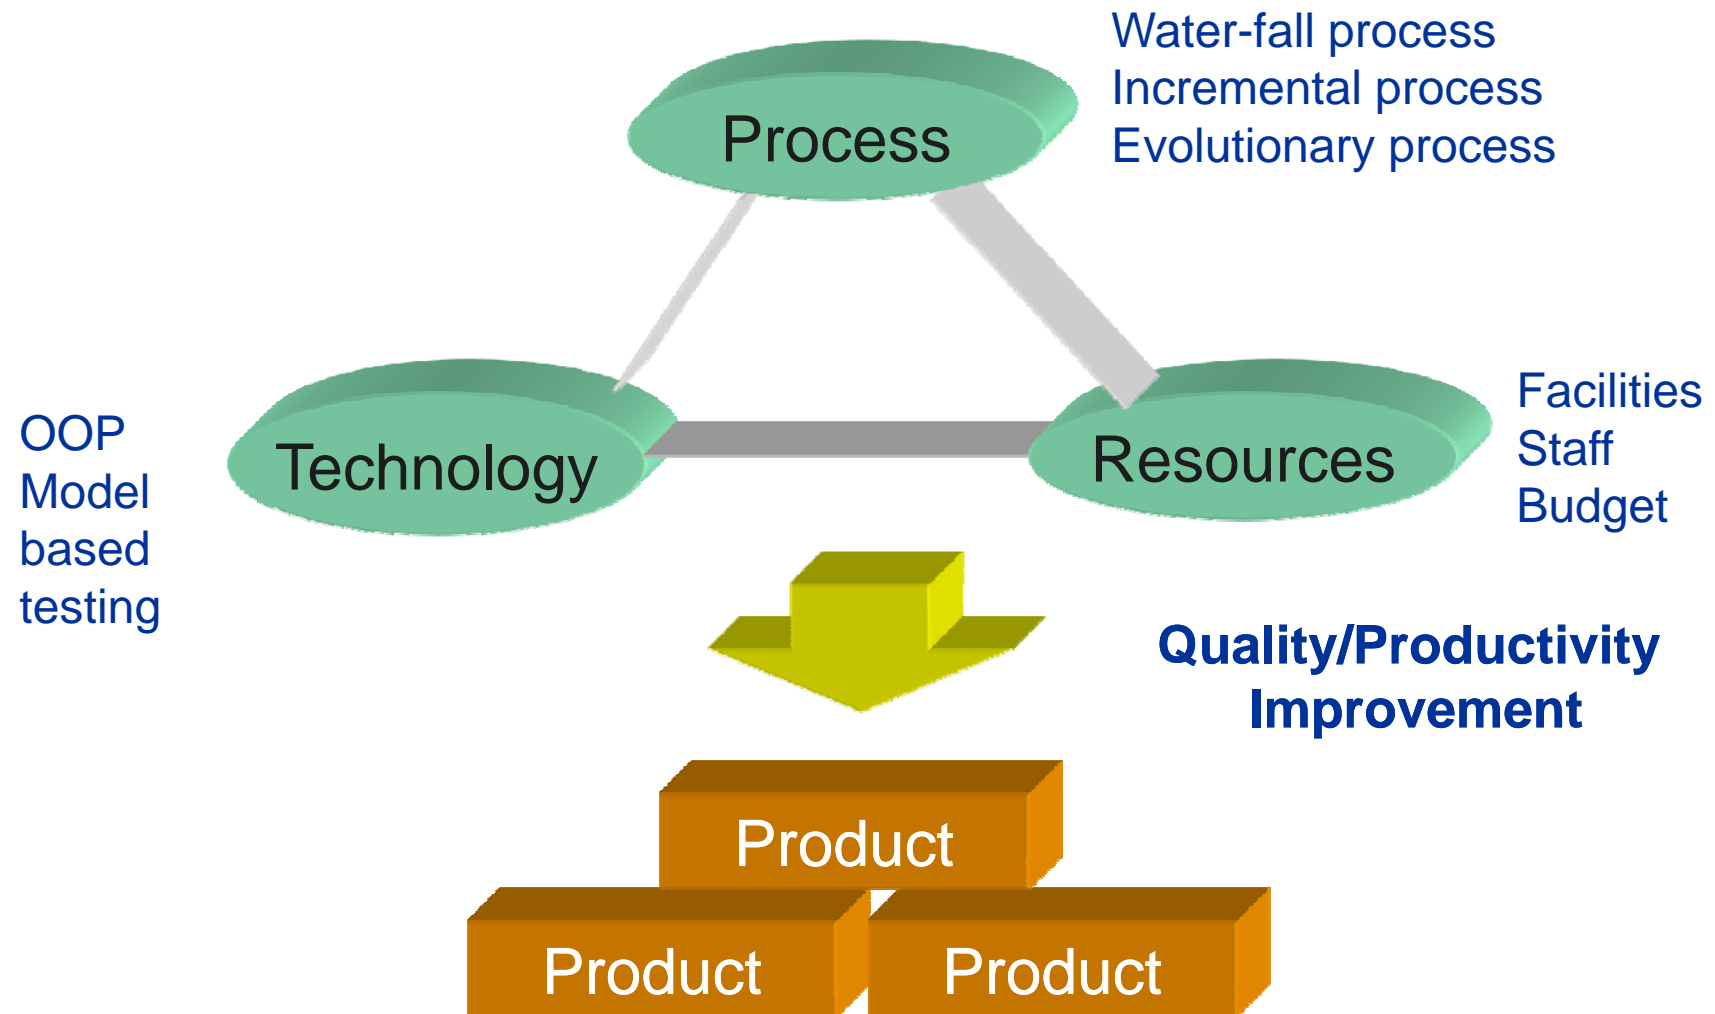 Water-fall process
Incremental process
Evolutionary process
Process
Technology
Resources
OOP
Model
based
testing
Facilities
Staff
Budget
Quality/Productivity
Improvement
Product
Product
Product